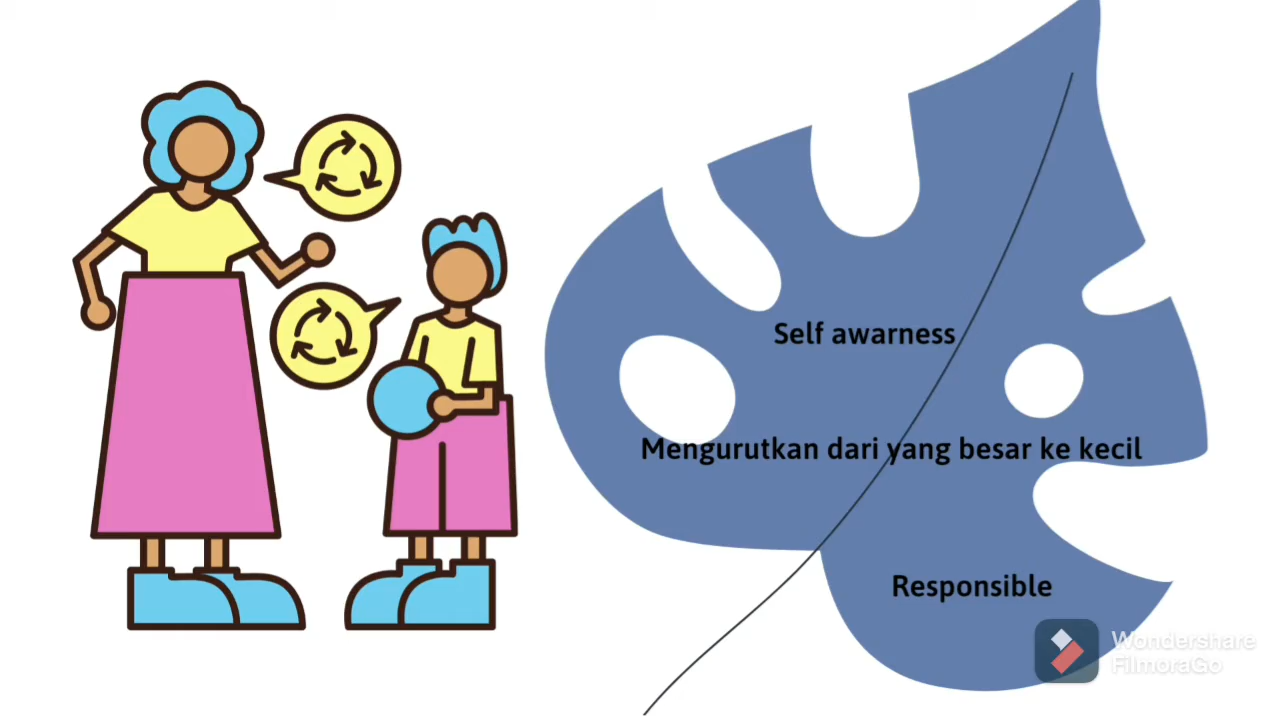 Self awarness
Mengurutkan dari yang besar ke kecil
Responsible
Wondershare
FilmoraGo